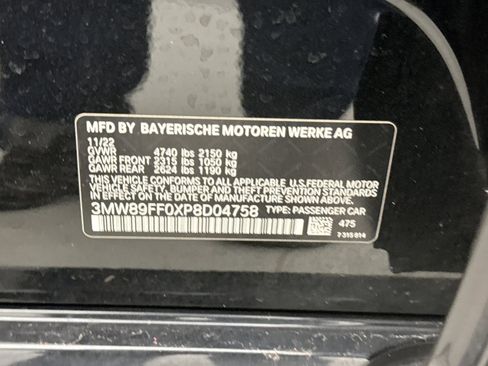 MFD BY BAYERISCHE MOTOREN WERKE AG
11/22
GVWR 4740 lbs 2150 kg
GAWR FRONT 2315 lbs 1050 kg
GAWR REAR 2624 lbs 1190 kg
THIS VEHICLE CONFORMS TO ALL APPLICABLE U.S.FEDERAL MOTOR
VEHICLE SAFETY, BUMPER AND THEFT PREVENTION STANDARDS
IN EFFECT ON THE DATE OF MANUFACTURE SHOWN ABOVE.
3MW89FF0XP8D04758 TYPE: PASSENGER CAR
475
7315814